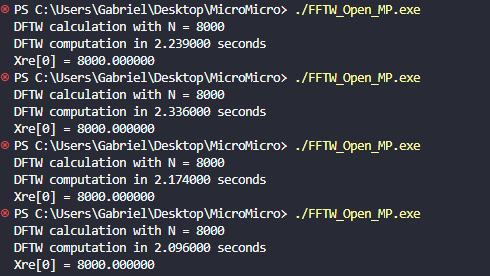 PS C:\Users\Gabriel\Desktop\MicroMicro> ./FFTW_Open_MP.exe
DFTW calculation with N = 8000
DFTW computation in 2.239000 seconds
Xre[0] = 8000.000000
PS C:\Users\Gabriel\Desktop\MicroMicro> ./FFTW_Open_MP.exe
DFTW calculation with N = 8000
DFTW computation in 2.336000 seconds
Xre[0] = 8000.000000
PS C:\Users\Gabriel\Desktop\MicroMicro> ./FFTW_Open_MP.exe
DFTW calculation with N = 8000
DFTW computation in 2.174000 seconds
Xre[0] = 8000.000000
PS C:\Users\Gabriel\Desktop\MicroMicro> ./FFTW_Open_MP.exe
DFTW calculation with N = 8000
DFTW computation in 2.096000 seconds
Xre[0] = 8000.000000